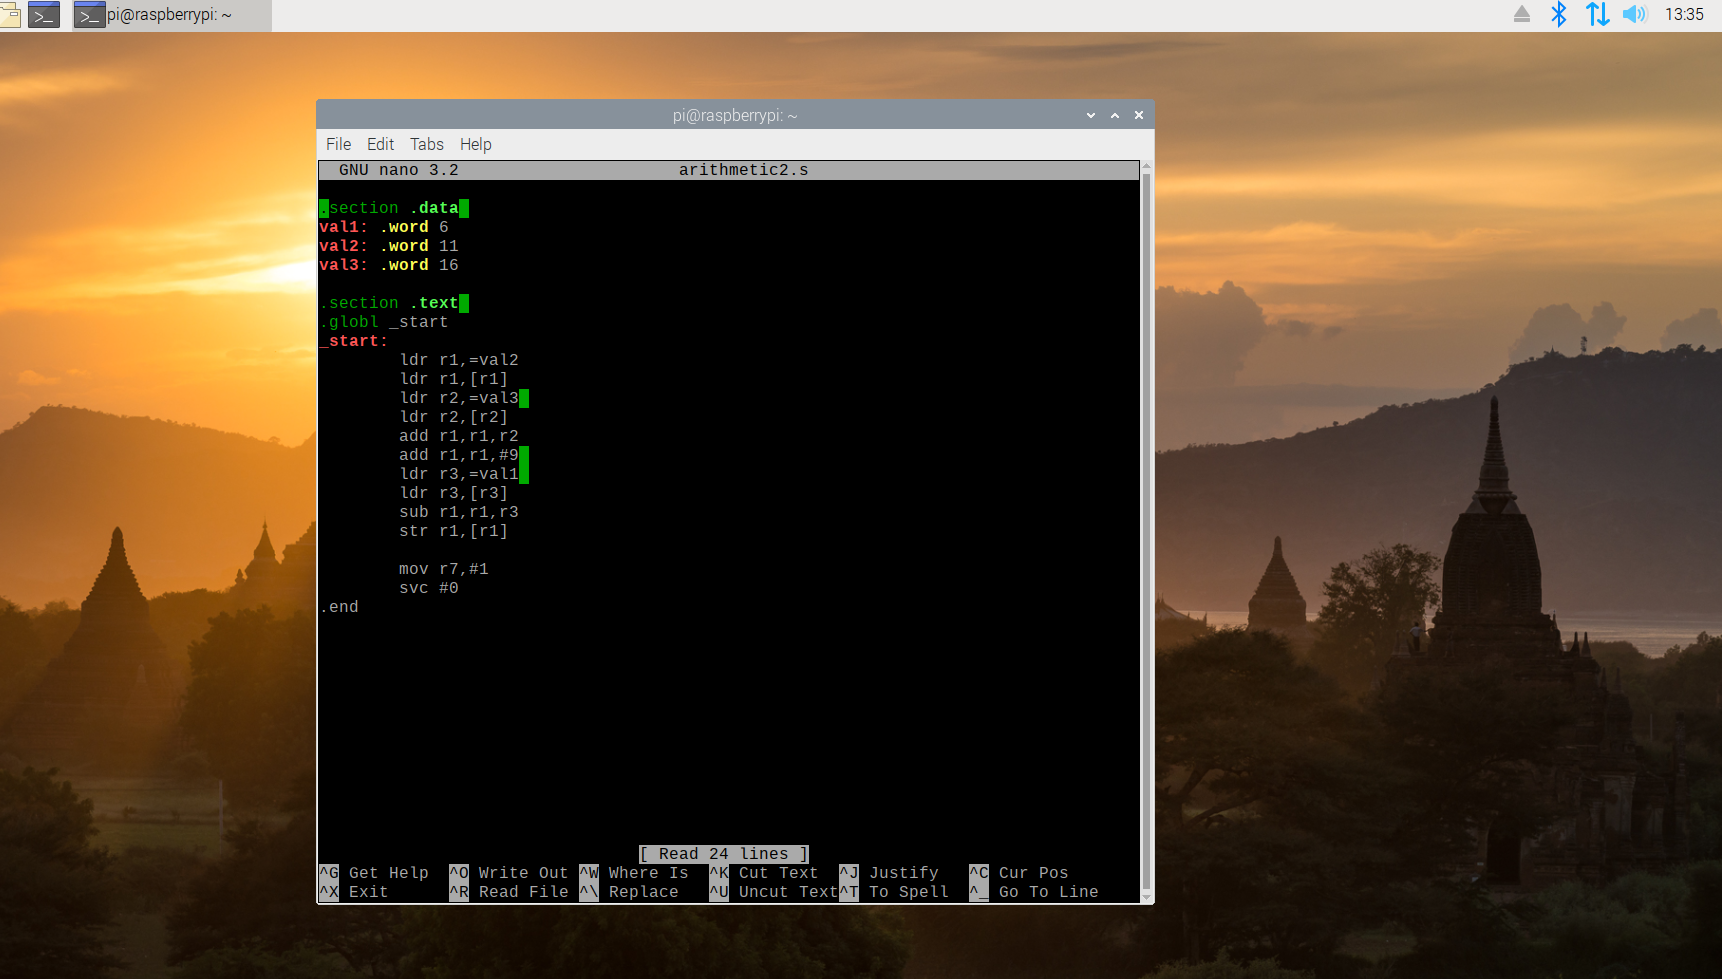 pi@raspberrypi: ~
13:35
pi@raspberrypi: ~
File Edit Tabs Help
GNU nano 3.2 arithmetic2.s
.section .data
val1: .word 6
val2: .word 11
val3: .word 16
.section .text
.globl _start
_start:
ldr r1,=val2
ldr r1,[r1]
ldr r2,=val3
ldr r2,[r2]
add r1,r1,r2
add r1,r1,#9
ldr r3,=val1
ldr r3,[r3]
sub r1,r1,r3
str r1,[r1]
mov r7,#1
svc #0
.end
[ Read 24 lines ]
^G Get Help ^O Write Out ^W Where Is ^K Cut Text ^J Justify ^C Cur Pos
^X Exit ^R Read File ^\ Replace ^U Uncut Text ^T To Spell ^_ Go To Line